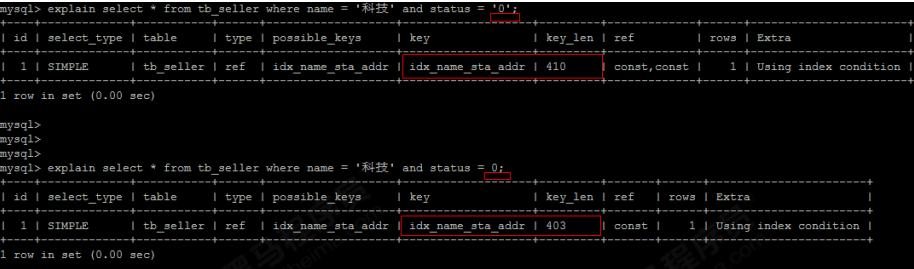 mysql> explain select * from tb_seller where name = '科技' and status = '0';
| id | select_type | table | type | possible_keys | key | key_len | ref | rows | Extra |
| 1 | SIMPLE | tb_seller | ref | idx_name_sta_addr | idx_name_sta_addr | 410 | const,const | 1 | Using index condition |
1 row in set (0.00 sec)
mysql>
mysql>
mysql>
mysql> explain select * from tb_seller where name = '科技' and status = 0;
| id | select_type | table | type | possible_keys | key | key_len | ref | rows | Extra |
| 1 | SIMPLE | tb_seller | ref | idx_name_sta_addr | idx_name_sta_addr | 403 | const | 1 | Using index condition |
1 row in set (0.00 sec)